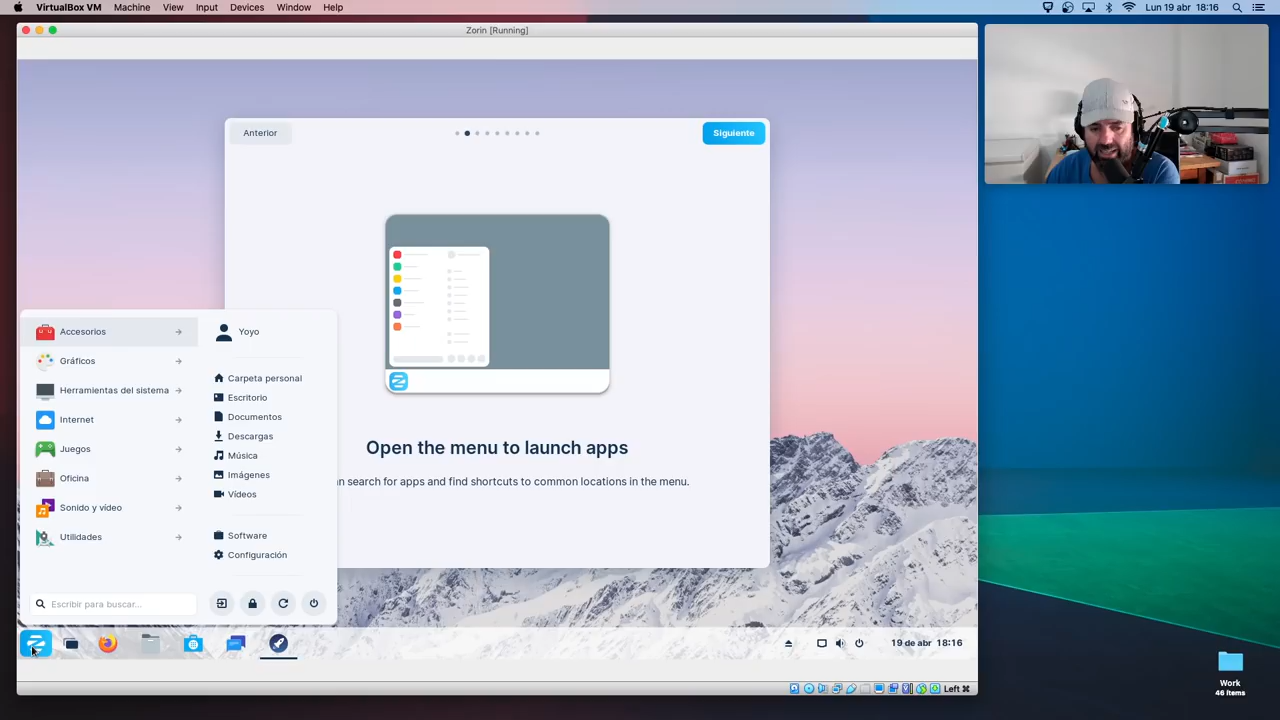 VirtualBox VM Machine View Input Devices Window Help
Lun 19 abr 18:16
Zorin [Running]
Anterior
Siguiente
Open the menu to launch apps
n search for apps and find shortcuts to common locations in the menu.
Accesorios
Gráficos
Herramientas del sistema
Internet
Juegos
Oficina
Sonido y vídeo
Utilidades
Escribir para buscar...
Yoyo
Carpeta personal
Escritorio
Documentos
Descargas
Música
Imágenes
Vídeos
Software
Configuración
19 de abr 18:16
Left ⌘
Work
46 items